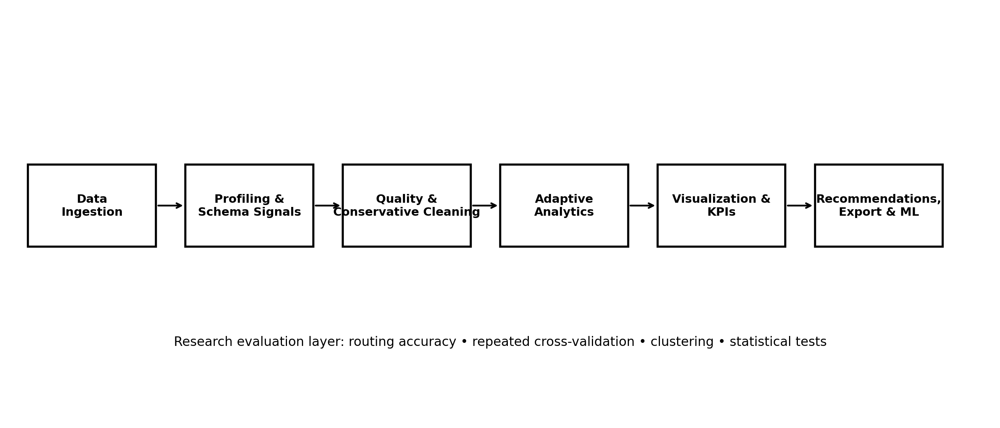 Data
Ingestion
Profiling &
Schema Signals
Quality &
Conservative Cleaning
Adaptive
Analytics
Visualization &
KPIs
Recommendations,
Export & ML
Research evaluation layer: routing accuracy • repeated cross-validation • clustering • statistical tests